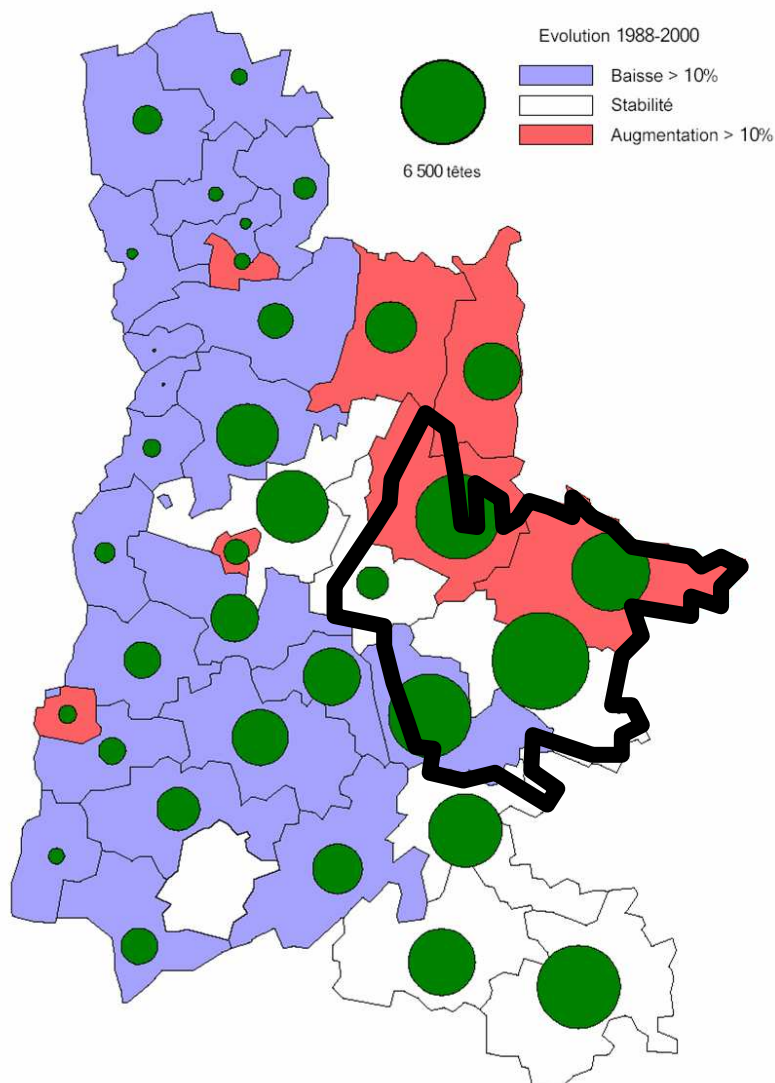 Evolution 1988-2000
Baisse > 10%
Stabilité
Augmentation > 10%
6 500 têtes